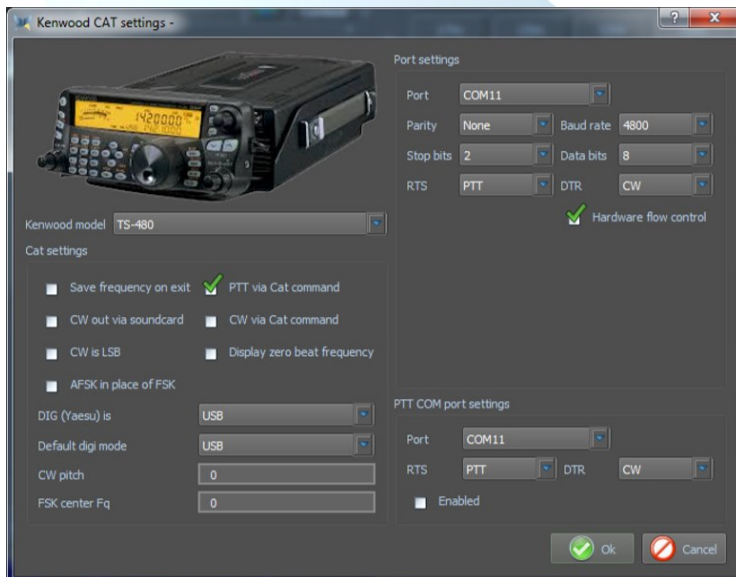 Kenwood CAT settings -
14200.00
Kenwood model TS-480
Cat settings
Save frequency on exit PTT via Cat command
CW out via soundcard CW via Cat command
CW is LSB Display zero beat frequency
AFSK in place of FSK
DIG (Yaesu) is USB
Default digi mode USB
CW pitch 0
FSK center Fq 0
Port settings
Port COM11
Parity None Baud rate 4800
Stop bits 2 Data bits 8
RTS PTT DTR CW
Hardware flow control
PTT COM port settings
Port COM11
RTS PTT DTR CW
Enabled
Ok Cancel